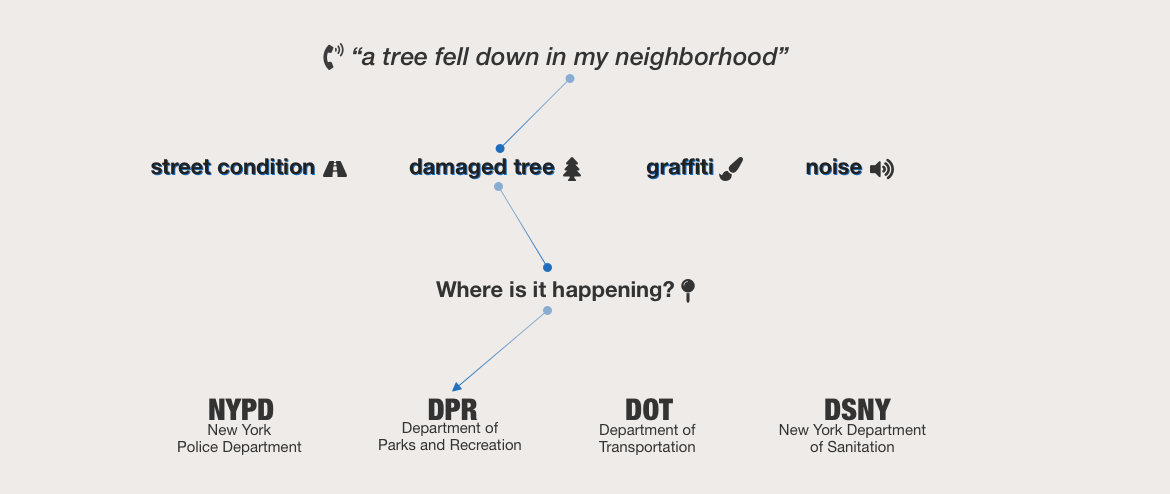 “a tree fell down in my neighborhood”
street condition
damaged tree
graffiti
noise
Where is it happening?
NYPD
New York
Police Department
DPR
Department of
Parks and Recreation
DOT
Department of
Transportation
DSNY
New York Department
of Sanitation